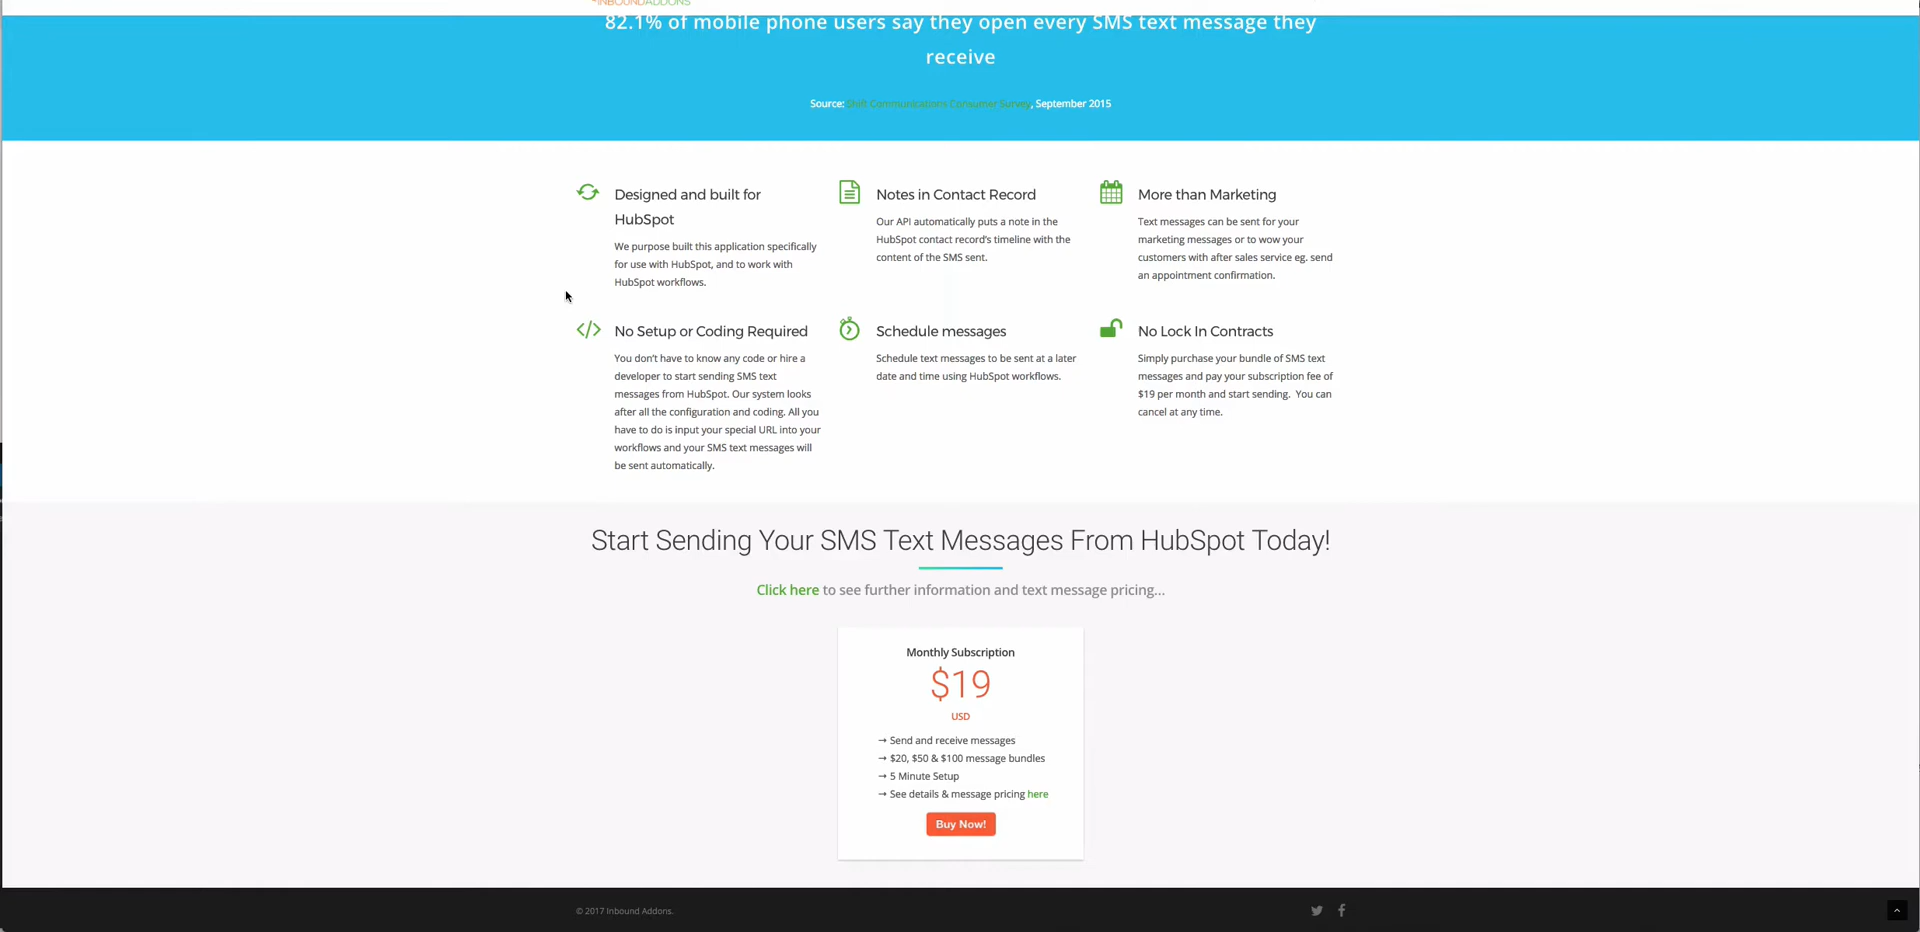 INBOUNDADDONS
82.1% of mobile phone users say they open every SMS text message they
receive
Source: Shift Communications Consumer Survey, September 2015
Designed and built for
HubSpot
We purpose built this application specifically
for use with HubSpot, and to work with
HubSpot workflows.
Notes in Contact Record
Our API automatically puts a note in the
HubSpot contact record's timeline with the
content of the SMS sent.
More than Marketing
Text messages can be sent for your
marketing messages or to wow your
customers with after sales service eg. send
an appointment confirmation.
No Setup or Coding Required
You don't have to know any code or hire a
developer to start sending SMS text
messages from HubSpot. Our system looks
after all the configuration and coding. All you
have to do is input your special URL into your
workflows and your SMS text messages will
be sent automatically.
Schedule messages
Schedule text messages to be sent at a later
date and time using HubSpot workflows.
No Lock In Contracts
Simply purchase your bundle of SMS text
messages and pay your subscription fee of
$19 per month and start sending. You can
cancel at any time.
Start Sending Your SMS Text Messages From HubSpot Today!
Click here to see further information and text message pricing...
Monthly Subscription
$19
USD
→ Send and receive messages
→ $20, $50 & $100 message bundles
→ 5 Minute Setup
→ See details & message pricing here
Buy Now!
© 2017 Inbound Addons.